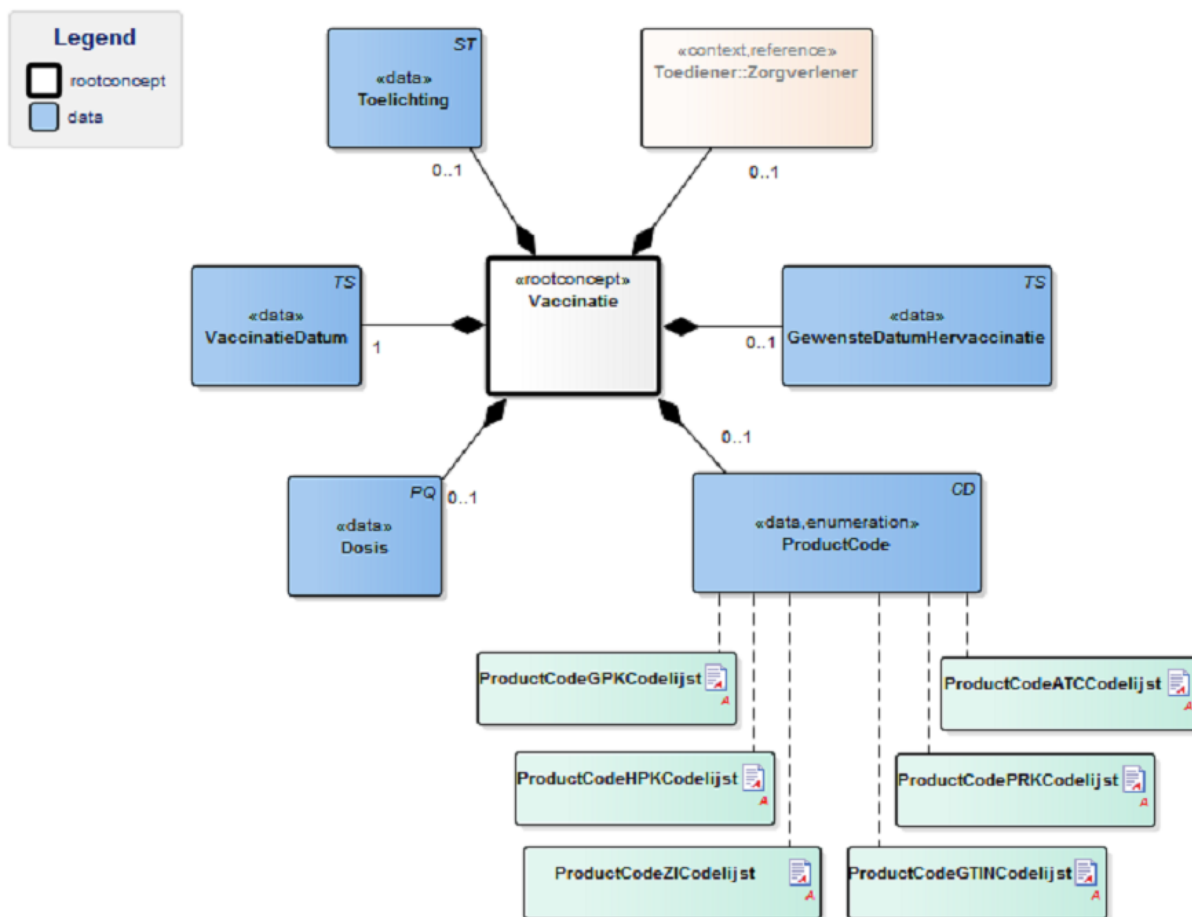 Legend
rootconcept
data
ST
«data»
Toelichting
«context,reference»
Toediener::Zorgverlener
0..1
0..1
TS
«data»
VaccinatieDatum
1
«rootconcept»
Vaccinatie
TS
«data»
GewensteDatumHervaccinatie
0..1
PQ
«data»
Dosis
0..1
0..1
CD
«data,enumeration»
ProductCode
ProductCodeGPKCodelijst
A
ProductCodeATCCodelijst
A
ProductCodeHPKCodelijst
A
ProductCodePRKCodelijst
A
ProductCodeZICodelijst
A
ProductCodeGTINCodelijst
A